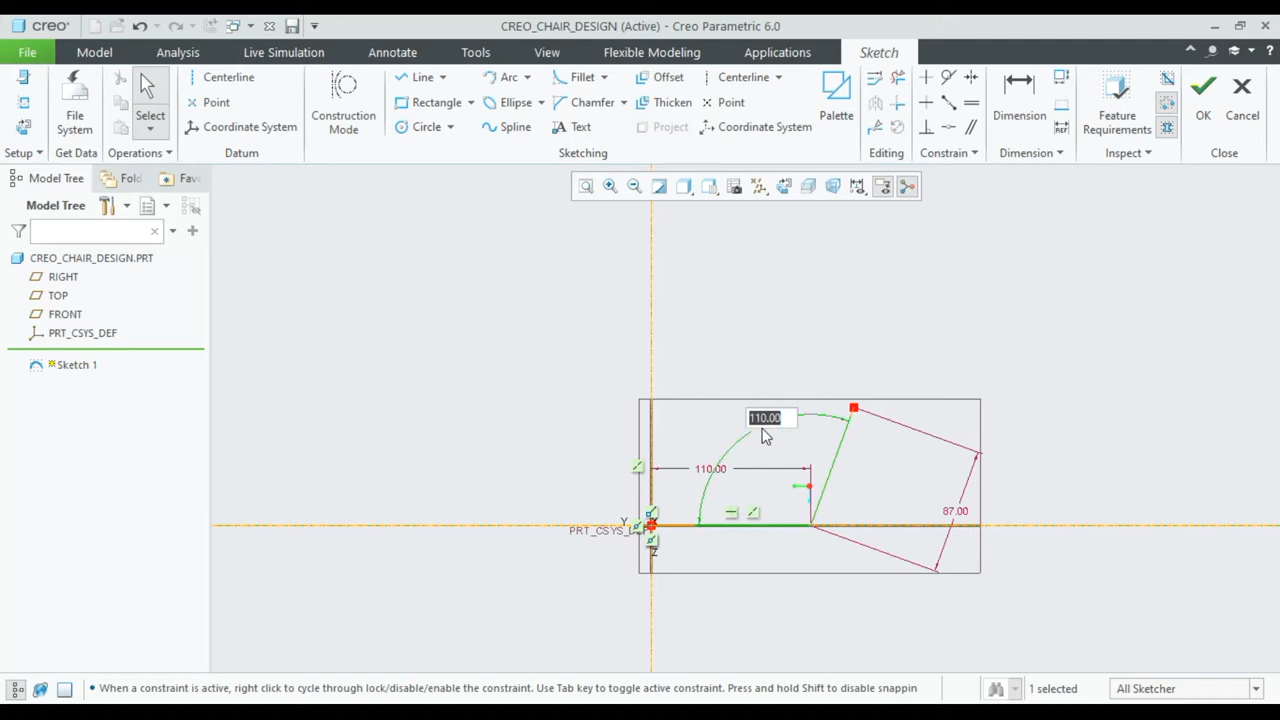 creo
CREO_CHAIR_DESIGN (Active) - Creo Parametric 6.0
File Model Analysis Live Simulation Annotate Tools View Flexible Modeling Applications Sketch
Centerline Line Arc Fillet Offset Centerline
Point Rectangle Ellipse Chamfer Thicken Point
File System Select Coordinate System Construction Mode Circle Spline Text Project Coordinate System Palette Dimension Feature Requirements OK Cancel
Setup Get Data Operations Datum Sketching Editing Constrain Dimension Inspect Close
Model Tree Fold Favo
Model Tree
CREO_CHAIR_DESIGN.PRT
RIGHT
TOP
FRONT
PRT_CSYS_DEF
Sketch 1
110.00
110.00
87.00
Y
X
PRT_CSYS_DEF
Z
• When a constraint is active, right click to cycle through lock/disable/enable the constraint. Use Tab key to toggle active constraint. Press and hold Shift to disable snappin
1 selected
All Sketcher